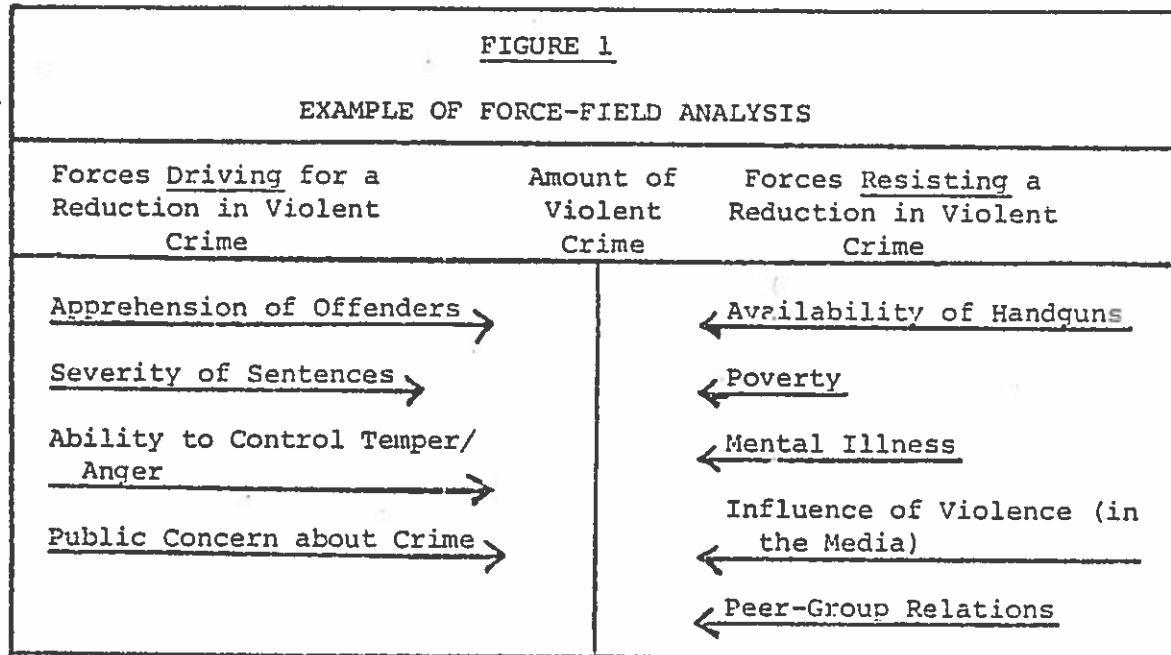 FIGURE 1
EXAMPLE OF FORCE-FIELD ANALYSIS
Forces Driving for a
Reduction in Violent
Crime
Amount of
Violent
Crime
Forces Resisting a
Reduction in Violent
Crime
Apprehension of Offenders
Severity of Sentences
Ability to Control Temper/
Anger
Public Concern about Crime
Availability of Handguns
Poverty
Mental Illness
Influence of Violence (in
the Media)
Peer-Group Relations